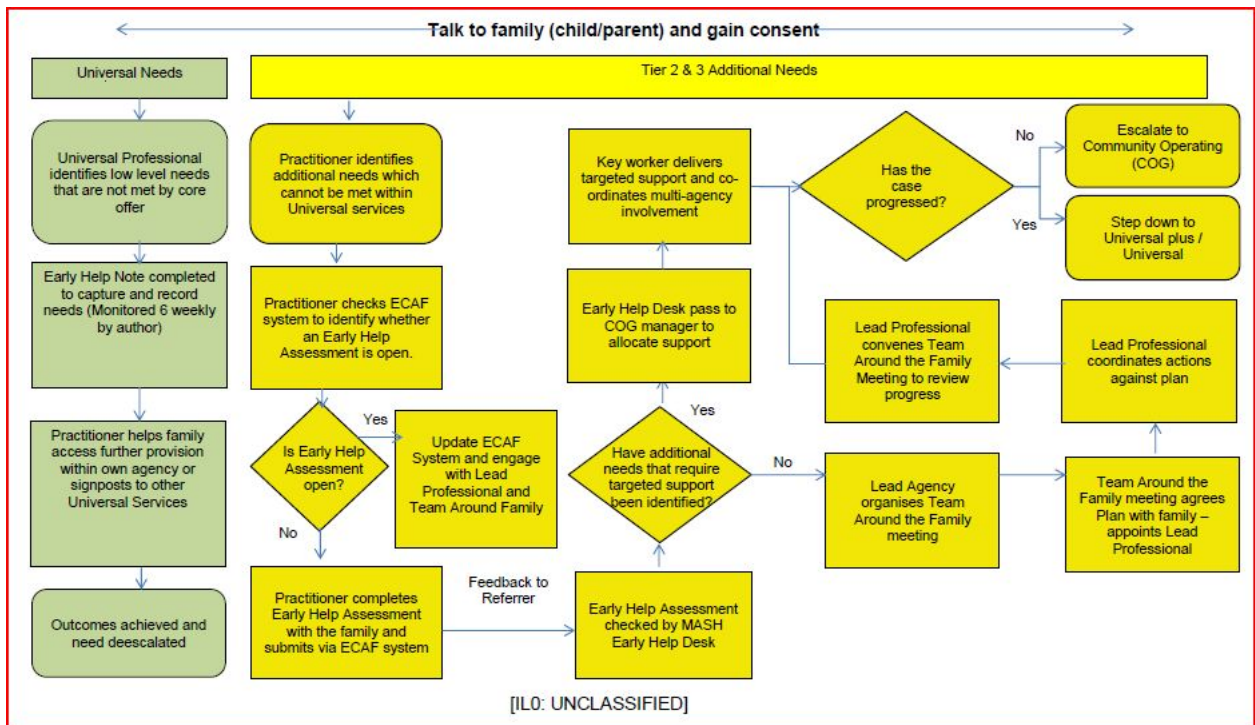 Talk to family (child/parent) and gain consent
Universal Needs
Tier 2 & 3 Additional Needs
Universal Professional
identifies low level needs
that are not met by core
offer
Early Help Note completed
to capture and record
needs (Monitored 6 weekly
by author)
Practitioner helps family
access further provision
within own agency or
signposts to other
Universal Services
Outcomes achieved and
need deescalated
Practitioner identifies
additional needs which
cannot be met within
Universal services
Practitioner checks ECAF
system to identify whether
an Early Help
Assessment is open.
Is Early Help
Assessment
open?
Yes
Update ECAF
System and engage
with Lead
Professional and
Team Around Family
No
Practitioner completes
Early Help Assessment
with the family and
submits via ECAF system
Feedback to
Referrer
Early Help Assessment
checked by MASH
Early Help Desk
Have additional
needs that require
targeted support
been identified?
Yes
Early Help Desk pass to
COG manager to
allocate support
Key worker delivers
targeted support and co-
ordinates multi-agency
involvement
No
Lead Agency
organises Team
Around the Family
meeting
Team Around the
Family meeting agrees
Plan with family –
appoints Lead
Professional
Lead Professional
coordinates actions
against plan
Lead Professional
convenes Team
Around the Family
Meeting to review
progress
Has the
case
progressed?
No
Escalate to
Community Operating
(COG)
Yes
Step down to
Universal plus /
Universal
[IL0: UNCLASSIFIED]